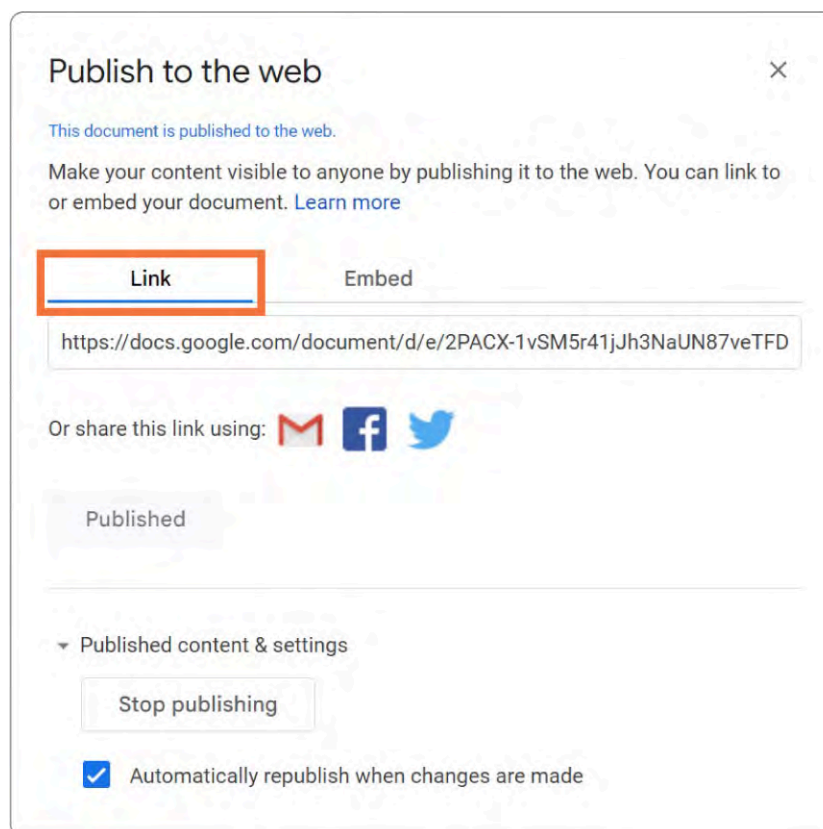 Publish to the web
This document is published to the web.
Make your content visible to anyone by publishing it to the web. You can link to
or embed your document. Learn more
Link Embed
https://docs.google.com/document/d/e/2PACX-1vSM5r41jJh3NaUN87veTFD
Or share this link using:
Published
Published content & settings
Stop publishing
Automatically republish when changes are made